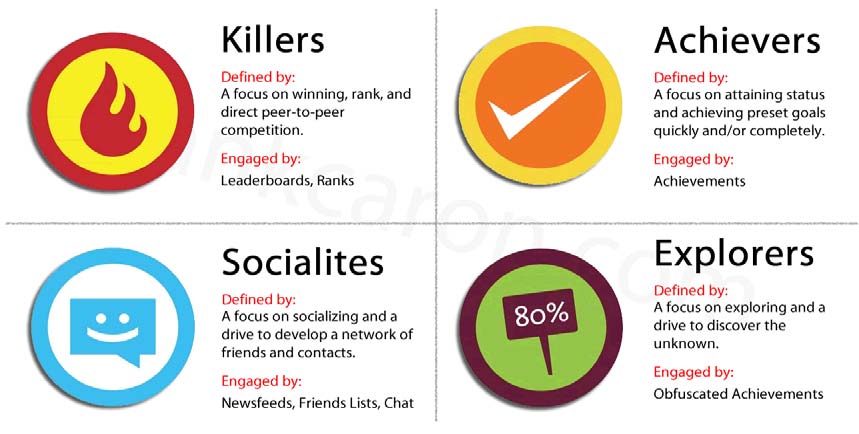 Killers
Defined by:
A focus on winning, rank, and
direct peer-to-peer
competition.
Engaged by:
Leaderboards, Ranks
Achievers
Defined by:
A focus on attaining status
and achieving preset goals
quickly and/or completely.
Engaged by:
Achievements
Socialites
Defined by:
A focus on socializing and a
drive to develop a network of
friends and contacts.
Engaged by:
Newsfeeds, Friends Lists, Chat
80%
Explorers
Defined by:
A focus on exploring and a
drive to discover the
unknown.
Engaged by:
Obfuscated Achievements